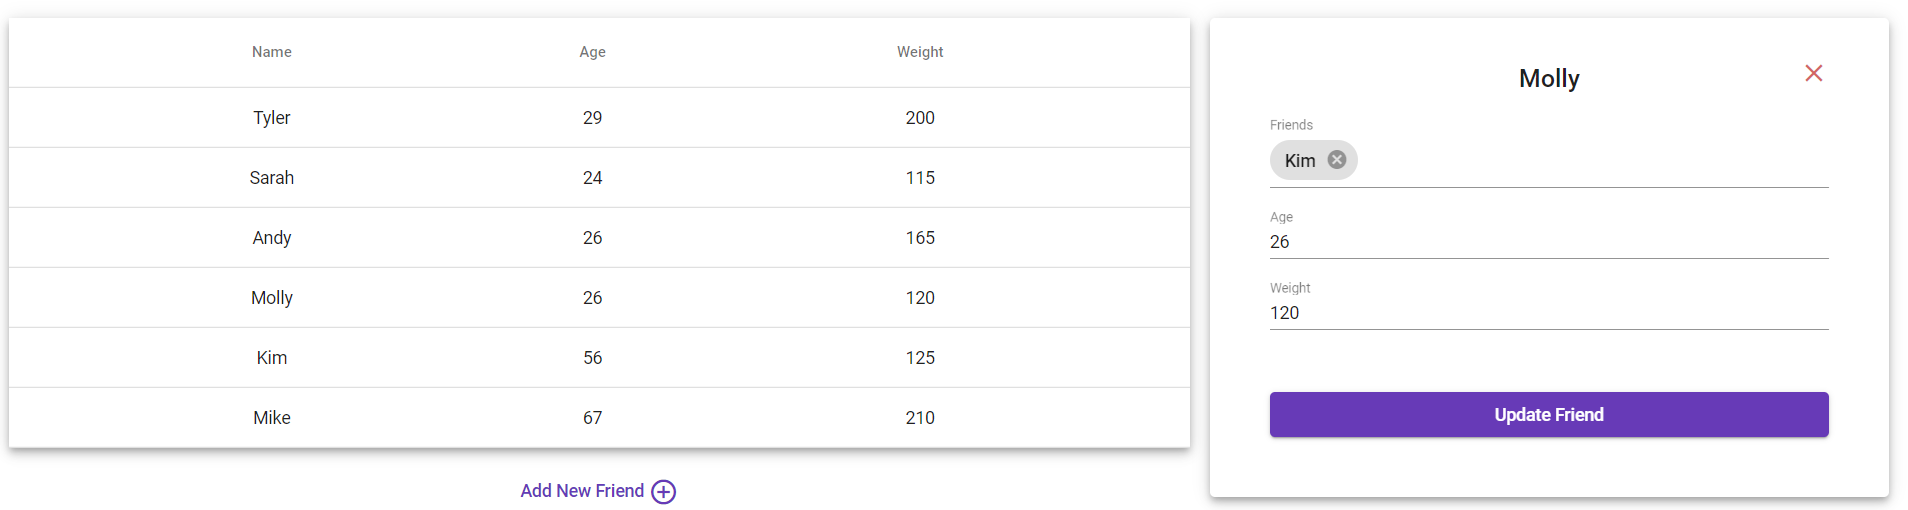 Name Age Weight
Tyler 29 200
Sarah 24 115
Andy 26 165
Molly 26 120
Kim 56 125
Mike 67 210
Add New Friend
Molly
Friends
Kim
Age
26
Weight
120
Update Friend